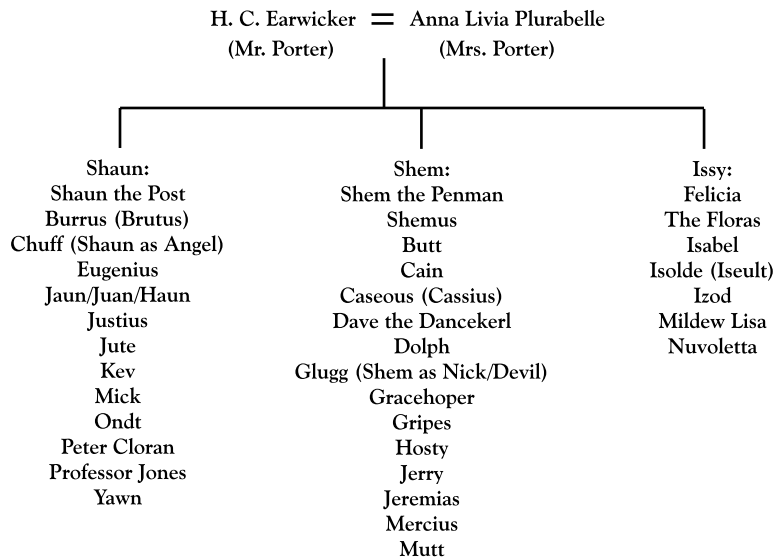 H. C. Earwicker = Anna Livia Plurabelle
(Mr. Porter) (Mrs. Porter)
Shaun:
Shaun the Post
Burrus (Brutus)
Chuff (Shaun as Angel)
Eugenius
Jaun/Juan/Haun
Justius
Jute
Kev
Mick
Ondt
Peter Cloran
Professor Jones
Yawn
Shem:
Shem the Penman
Shemus
Butt
Cain
Caseous (Cassius)
Dave the Dancekerl
Dolph
Glugg (Shem as Nick/Devil)
Gracehoper
Gripes
Hosty
Jerry
Jeremias
Mercius
Mutt
Issy:
Felicia
The Floras
Isabel
Isolde (Iseult)
Izod
Mildew Lisa
Nuvoletta